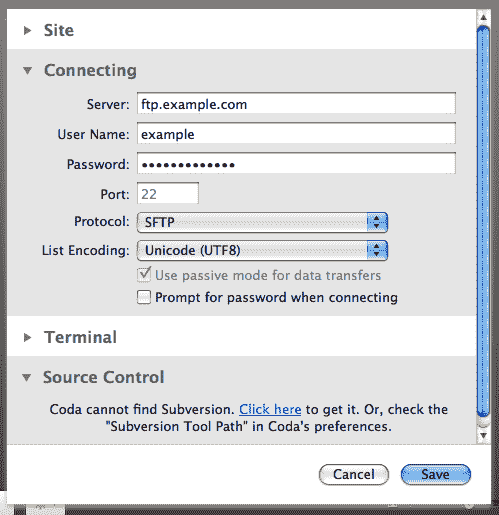 Site
Connecting
Server: ftp.example.com
User Name: example
Password: •••••••••••••
Port: 22
Protocol: SFTP
List Encoding: Unicode (UTF8)
Use passive mode for data transfers
Prompt for password when connecting
Terminal
Source Control
Coda cannot find Subversion. Click here to get it. Or, check the
"Subversion Tool Path" in Coda's preferences.
Cancel Save